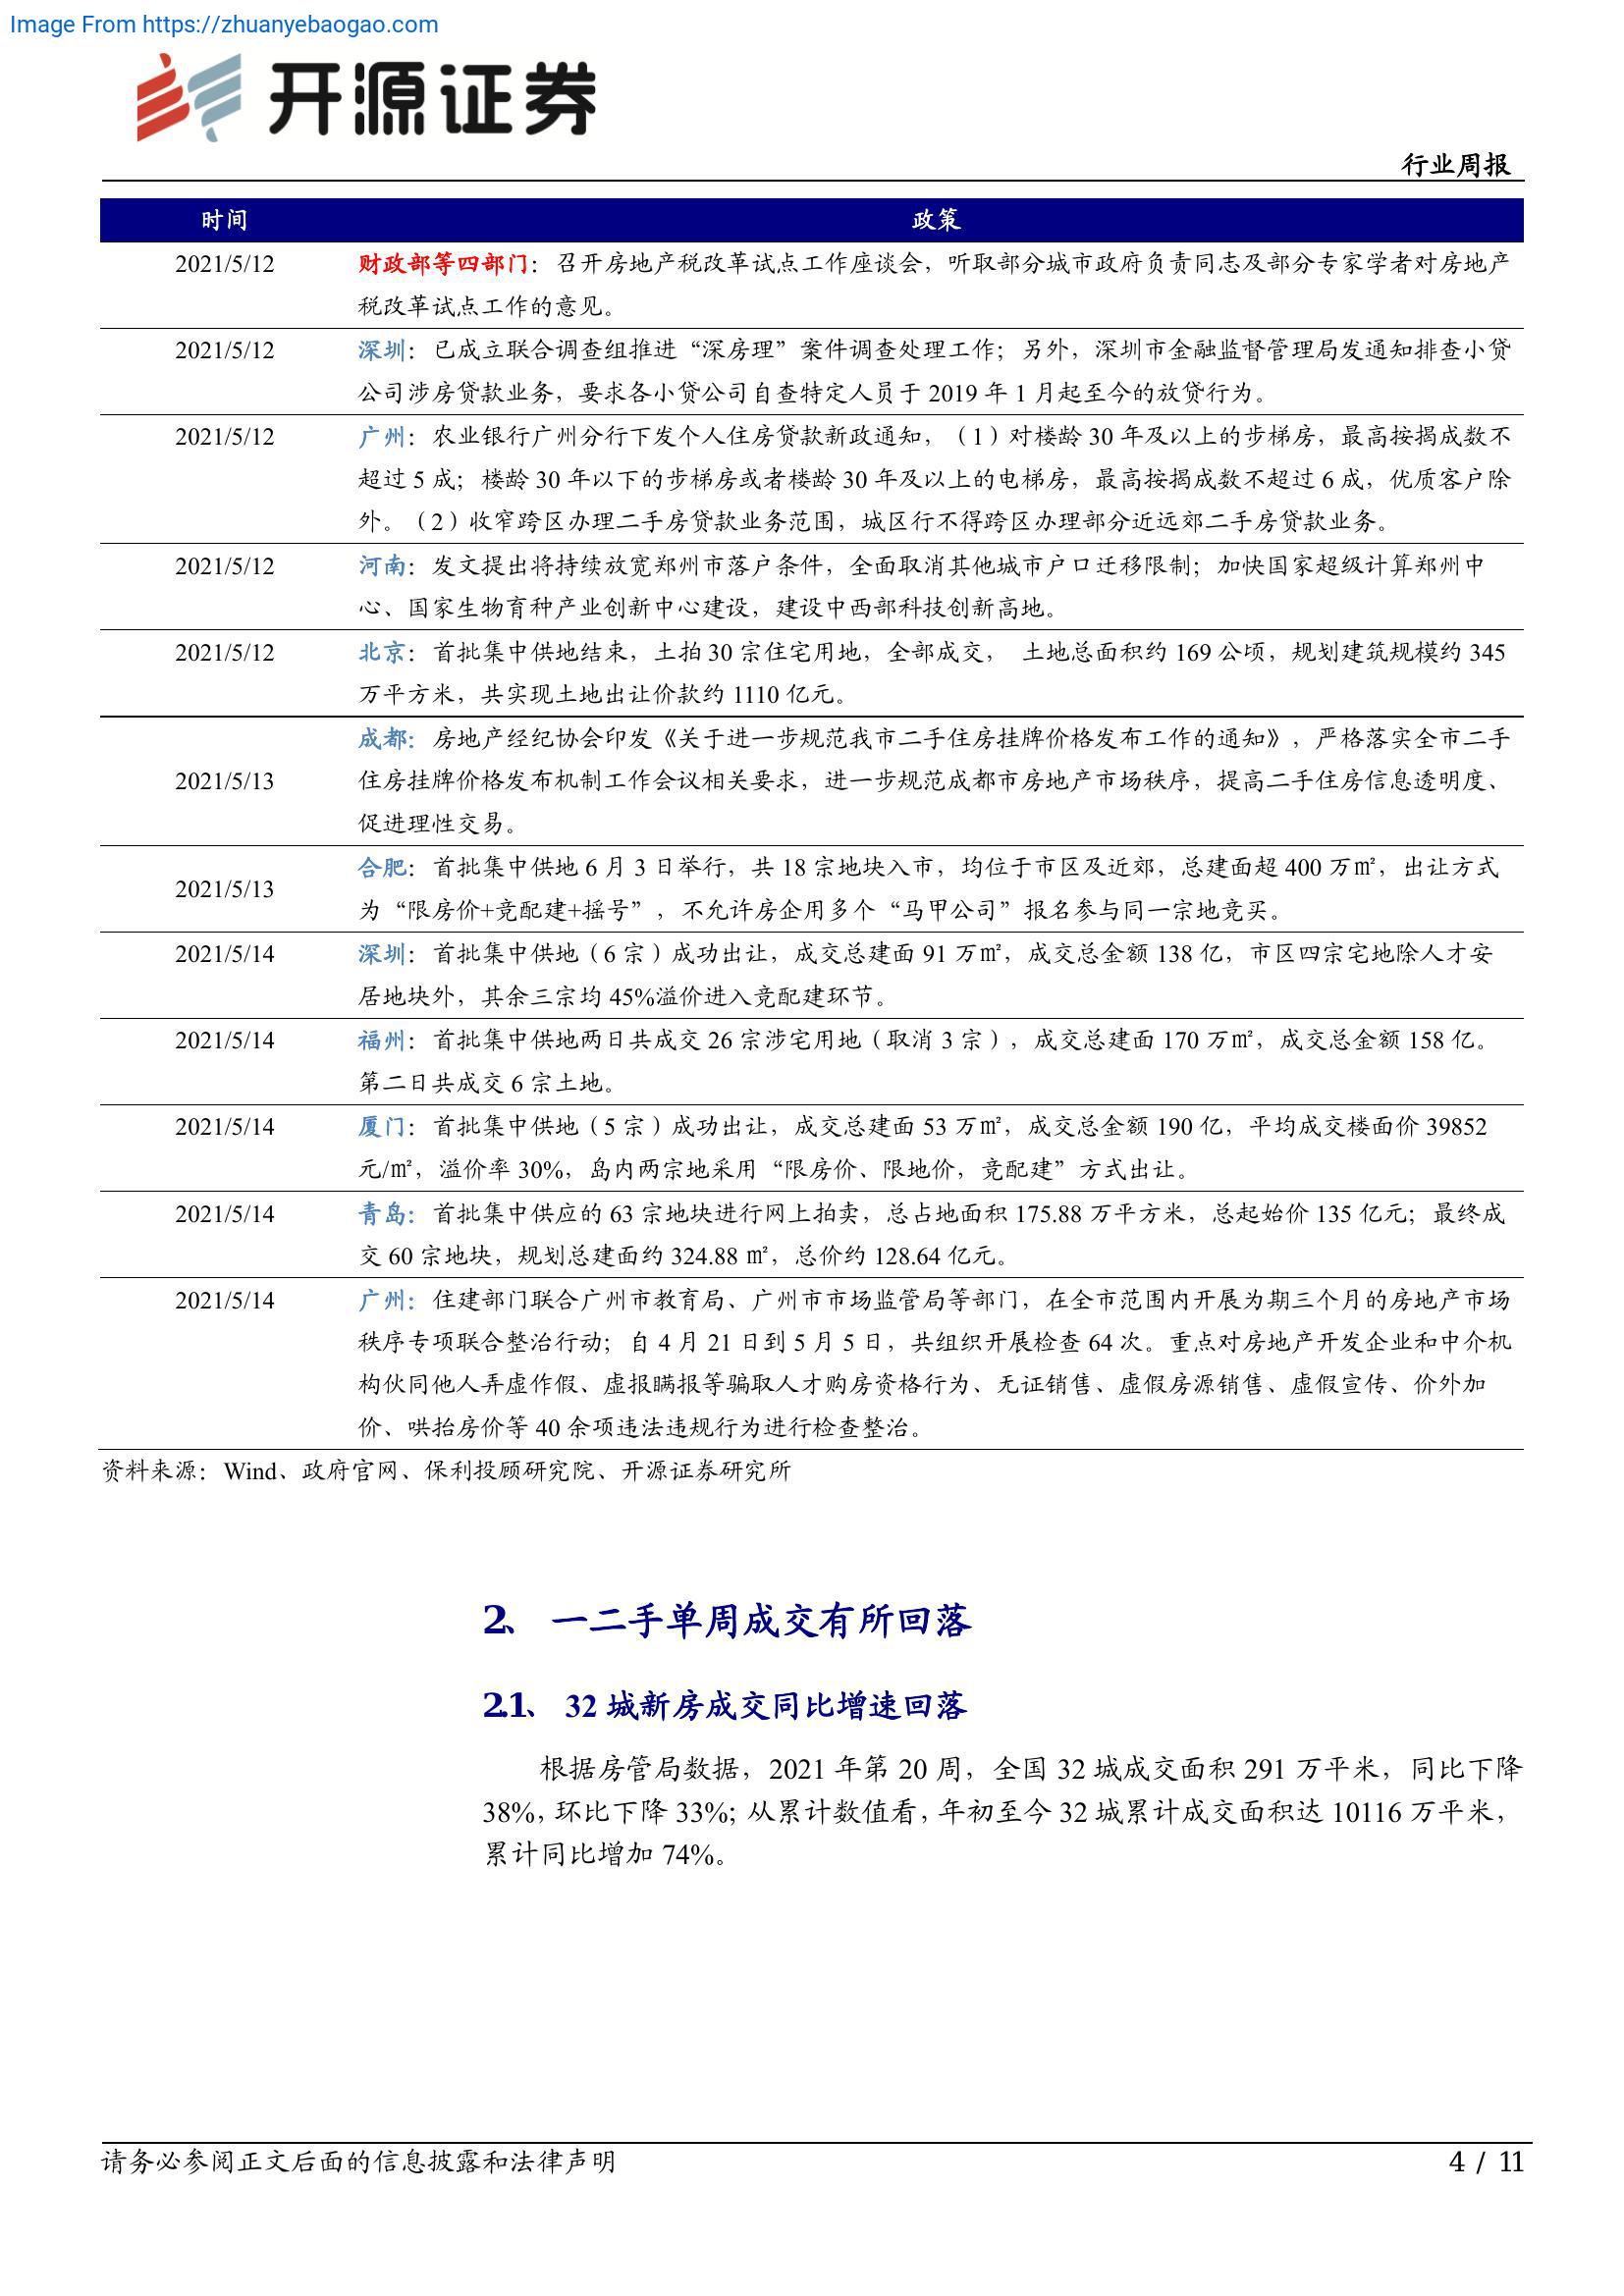 Image From https://zhuanyebaogao.com
开源证券
行业周报
时间 政策
2021/5/12 财政部等四部门：召开房地产税改革试点工作座谈会，听取部分城市政府负责同志及部分专家学者对房地产
税改革试点工作的意见。
2021/5/12 深圳：已成立联合调查组推进“深房理”案件调查处理工作；另外，深圳市金融监督管理局发通知排查小贷
公司涉房贷款业务，要求各小贷公司自查特定人员于 2019 年 1 月起至今的放贷行为。
2021/5/12 广州：农业银行广州分行下发个人住房贷款新政通知，（1）对楼龄 30 年及以上的步梯房，最高按揭成数不
超过 5 成；楼龄 30 年以下的步梯房或者楼龄 30 年及以上的电梯房，最高按揭成数不超过 6 成，优质客户除
外。（2）收窄跨区办理二手房贷款业务范围，城区行不得跨区办理部分近远郊二手房贷款业务。
2021/5/12 河南：发文提出将持续放宽郑州市落户条件，全面取消其他城市户口迁移限制；加快国家超级计算郑州中
心、国家生物育种产业创新中心建设，建设中西部科技创新高地。
2021/5/12 北京：首批集中供地结束，土拍 30 宗住宅用地，全部成交， 土地总面积约 169 公顷，规划建筑规模约 345
万平方米，共实现土地出让价款约 1110 亿元。
成都：房地产经纪协会印发《关于进一步规范我市二手住房挂牌价格发布工作的通知》，严格落实全市二手
2021/5/13 住房挂牌价格发布机制工作会议相关要求，进一步规范成都市房地产市场秩序，提高二手住房信息透明度、
促进理性交易。
2021/5/13 合肥：首批集中供地 6 月 3 日举行，共 18 宗地块入市，均位于市区及近郊，总建面超 400 万㎡，出让方式
为“限房价+竞配建+摇号”，不允许房企用多个“马甲公司”报名参与同一宗地竞买。
2021/5/14 深圳：首批集中供地（6 宗）成功出让，成交总建面 91 万㎡，成交总金额 138 亿，市区四宗宅地除人才安
居地块外，其余三宗均 45%溢价进入竞配建环节。
2021/5/14 福州：首批集中供地两日共成交 26 宗涉宅用地（取消 3 宗），成交总建面 170 万㎡，成交总金额 158 亿。
第二日共成交 6 宗土地。
2021/5/14 厦门：首批集中供地（5 宗）成功出让，成交总建面 53 万㎡，成交总金额 190 亿，平均成交楼面价 39852
元/㎡，溢价率 30%，岛内两宗地采用“限房价、限地价，竞配建”方式出让。
2021/5/14 青岛：首批集中供应的 63 宗地块进行网上拍卖，总占地面积 175.88 万平方米，总起始价 135 亿元；最终成
交 60 宗地块，规划总建面约 324.88 ㎡，总价约 128.64 亿元。
2021/5/14 广州：住建部门联合广州市教育局、广州市市场监管局等部门，在全市范围内开展为期三个月的房地产市场
秩序专项联合整治行动；自 4 月 21 日到 5 月 5 日，共组织开展检查 64 次。重点对房地产开发企业和中介机
构伙同他人弄虚作假、虚报瞒报等骗取人才购房资格行为、无证销售、虚假房源销售、虚假宣传、价外加
价、哄抬房价等 40 余项违法违规行为进行检查整治。
资料来源：Wind、政府官网、保利投顾研究院、开源证券研究所
2、 一二手单周成交有所回落
2.1、 32 城新房成交同比增速回落
根据房管局数据，2021 年第 20 周，全国 32 城成交面积 291 万平米，同比下降
38%，环比下降 33%；从累计数值看，年初至今 32 城累计成交面积达 10116 万平米，
累计同比增加 74%。
请务必参阅正文后面的信息披露和法律声明 4 / 11